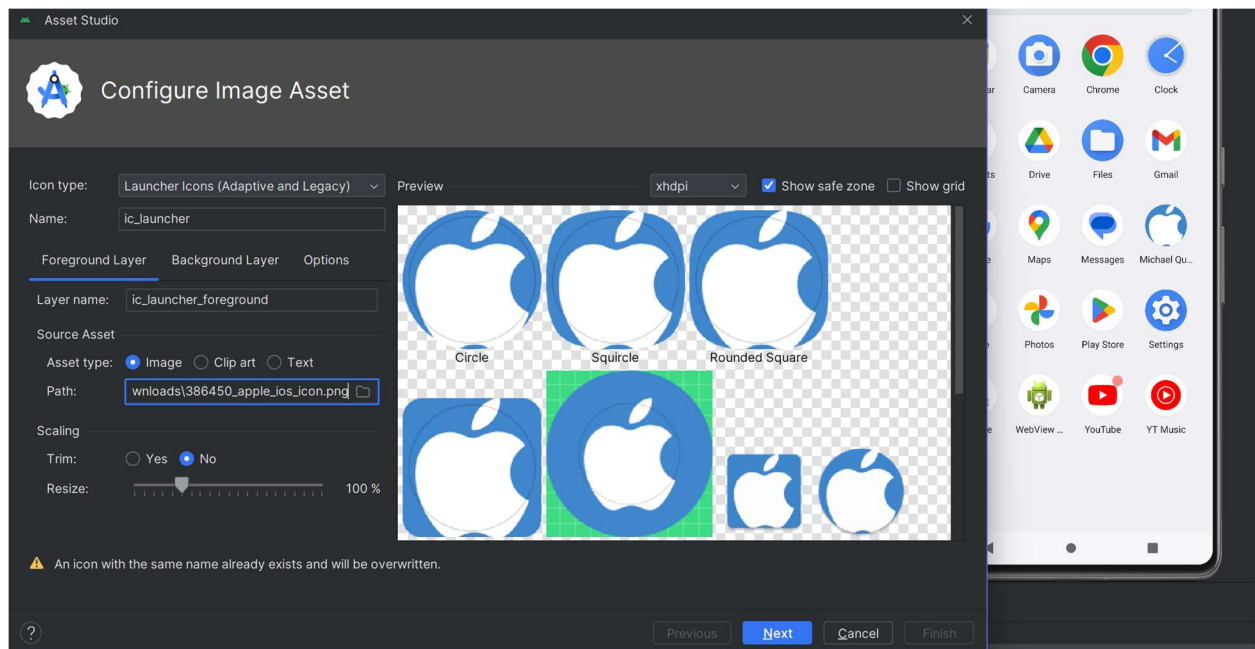 Asset Studio
Configure Image Asset
Icon type:
Launcher Icons (Adaptive and Legacy)
Name:
ic_launcher
Foreground Layer
Background Layer
Options
Layer name:
ic_launcher_foreground
Source Asset
Asset type:
Image
Clip art
Text
Path:
wnloads\386450_apple_ios_icon.png
Scaling
Trim:
Yes
No
Resize:
100 %
Preview
xhdpi
Show safe zone
Show grid
Circle
Squircle
Rounded Square
An icon with the same name already exists and will be overwritten.
?
Previous
Next
Cancel
Finish
ar
Camera
Chrome
Clock
ts
Drive
Files
Gmail
e
Maps
Messages
Michael Qu...
Photos
Play Store
Settings
e
WebView ...
YouTube
YT Music